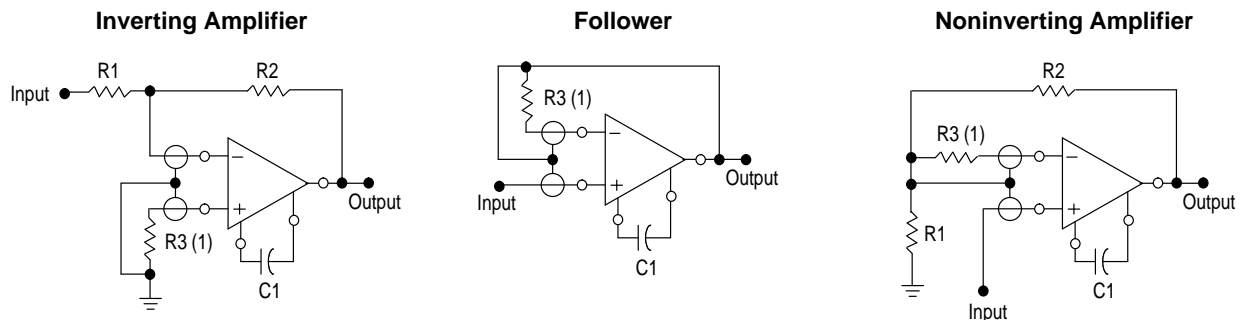 Inverting Amplifier
R1
R2
Input
R3 (1)
−
+
Output
C1
Follower
R3 (1)
−
+
Input
Output
C1
Noninverting Amplifier
R2
R3 (1)
−
+
Output
R1
C1
Input